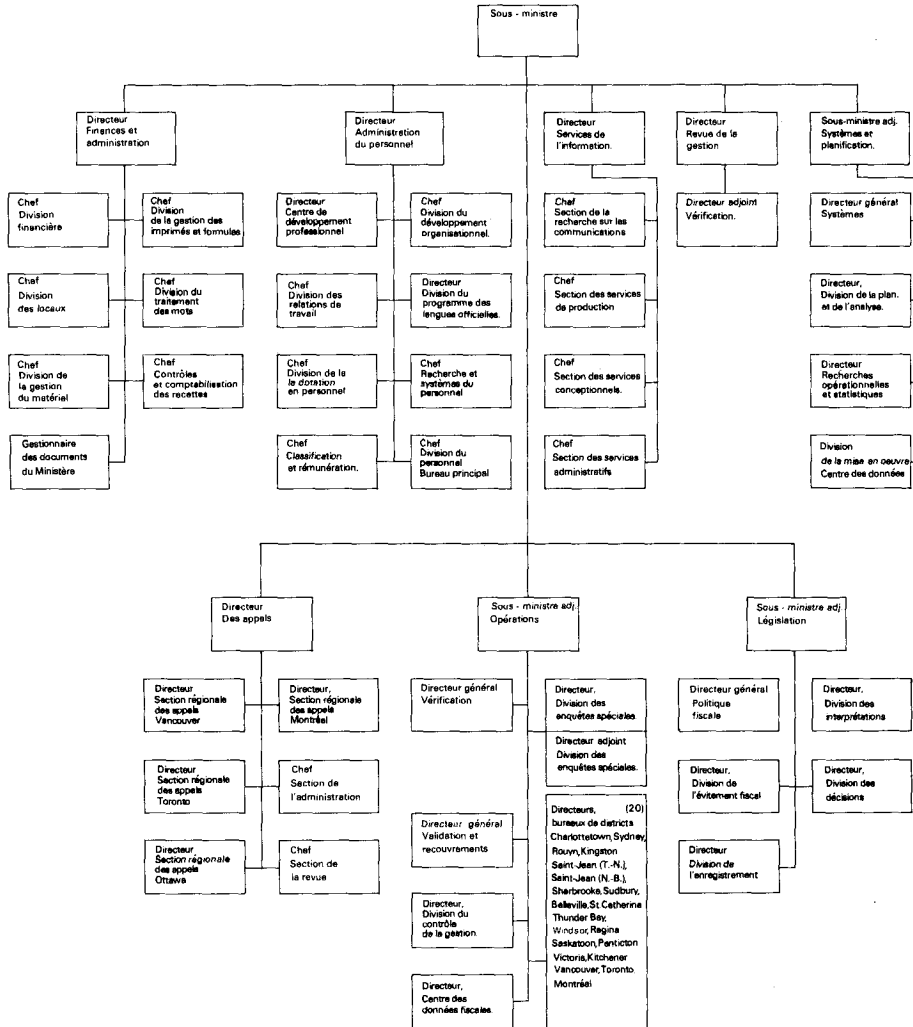 Sous - ministre
Directeur
Finances et
administration
Directeur
Administration
du personnel
Directeur
Services de
l'information.
Directeur
Revue de la
gestion
Sous-ministre adj.
Systèmes et
planification.
Chef
Division
financière
Chef
Division
de la gestion des
imprimés et formules
Chef
Division
des locaux
Chef
Division du
traitement
des mots
Chef
Division de
la gestion
du matériel
Chef
Contrôles
et comptabilisation
des recettes
Gestionnaire
des documents
du Ministère
Directeur
Centre de
développement
professionnel
Chef
Division du
développement
organisationnel.
Chef
Division des
relations de
travail
Directeur
Division du
programme des
langues officielles.
Chef
Division de la
la dotation
en personnel
Chef
Recherche et
systèmes du
personnel
Chef
Classification
et rémunération.
Chef
Division du
personnel
Bureau principal
Chef
Section de la
recherche sur les
communications
Chef
Section des services
de production
Chef
Section des services
conceptionnels.
Chef
Section des services
administratifs
Directeur adjoint
Vérification.
Directeur général
Systèmes
Directeur,
Division de la plan.
et de l'analyse.
Directeur
Recherches
opérationnelles
et statistiques
Division
de la mise en oeuvre
Centre des données
Directeur
Des appels
Sous - ministre adj.
Opérations
Sous - ministre adj.
Législation
Directeur
Section régionale
des appels
Vancouver
Directeur,
Section régionale
des appels
Montréal
Directeur,
Section régionale
des appels
Toronto
Chef
Section de
l'administration
Directeur,
Section régionale
des appels
Ottawa
Chef
Section de
la revue
Directeur général
Vérification
Directeur,
Division des
enquêtes spéciales.
Directeur adjoint
Division des
enquêtes spéciales.
Directeur général
Validation et
recouvrements
Directeur,
Division du
contrôle
de la gestion.
Directeur,
Centre des
données fiscales.
Directeurs, (20)
bureaux de districts
Charlottetown, Sydney,
Rouyn, Kingston
Saint-Jean (T.-N.),
Saint-Jean (N.-B.),
Sherbrooke, Sudbury,
Belleville, St. Catherina
Thunder Bay,
Windsor, Regina
Saskatoon, Penticton
Victoria, Kitchener
Vancouver, Toronto
Montréal
Directeur général
Politique
fiscale
Directeur,
Division des
interprétations
Directeur,
Division de
l'évitement fiscal
Directeur,
Division des
décisions
Directeur
Division de
l'enregistrement